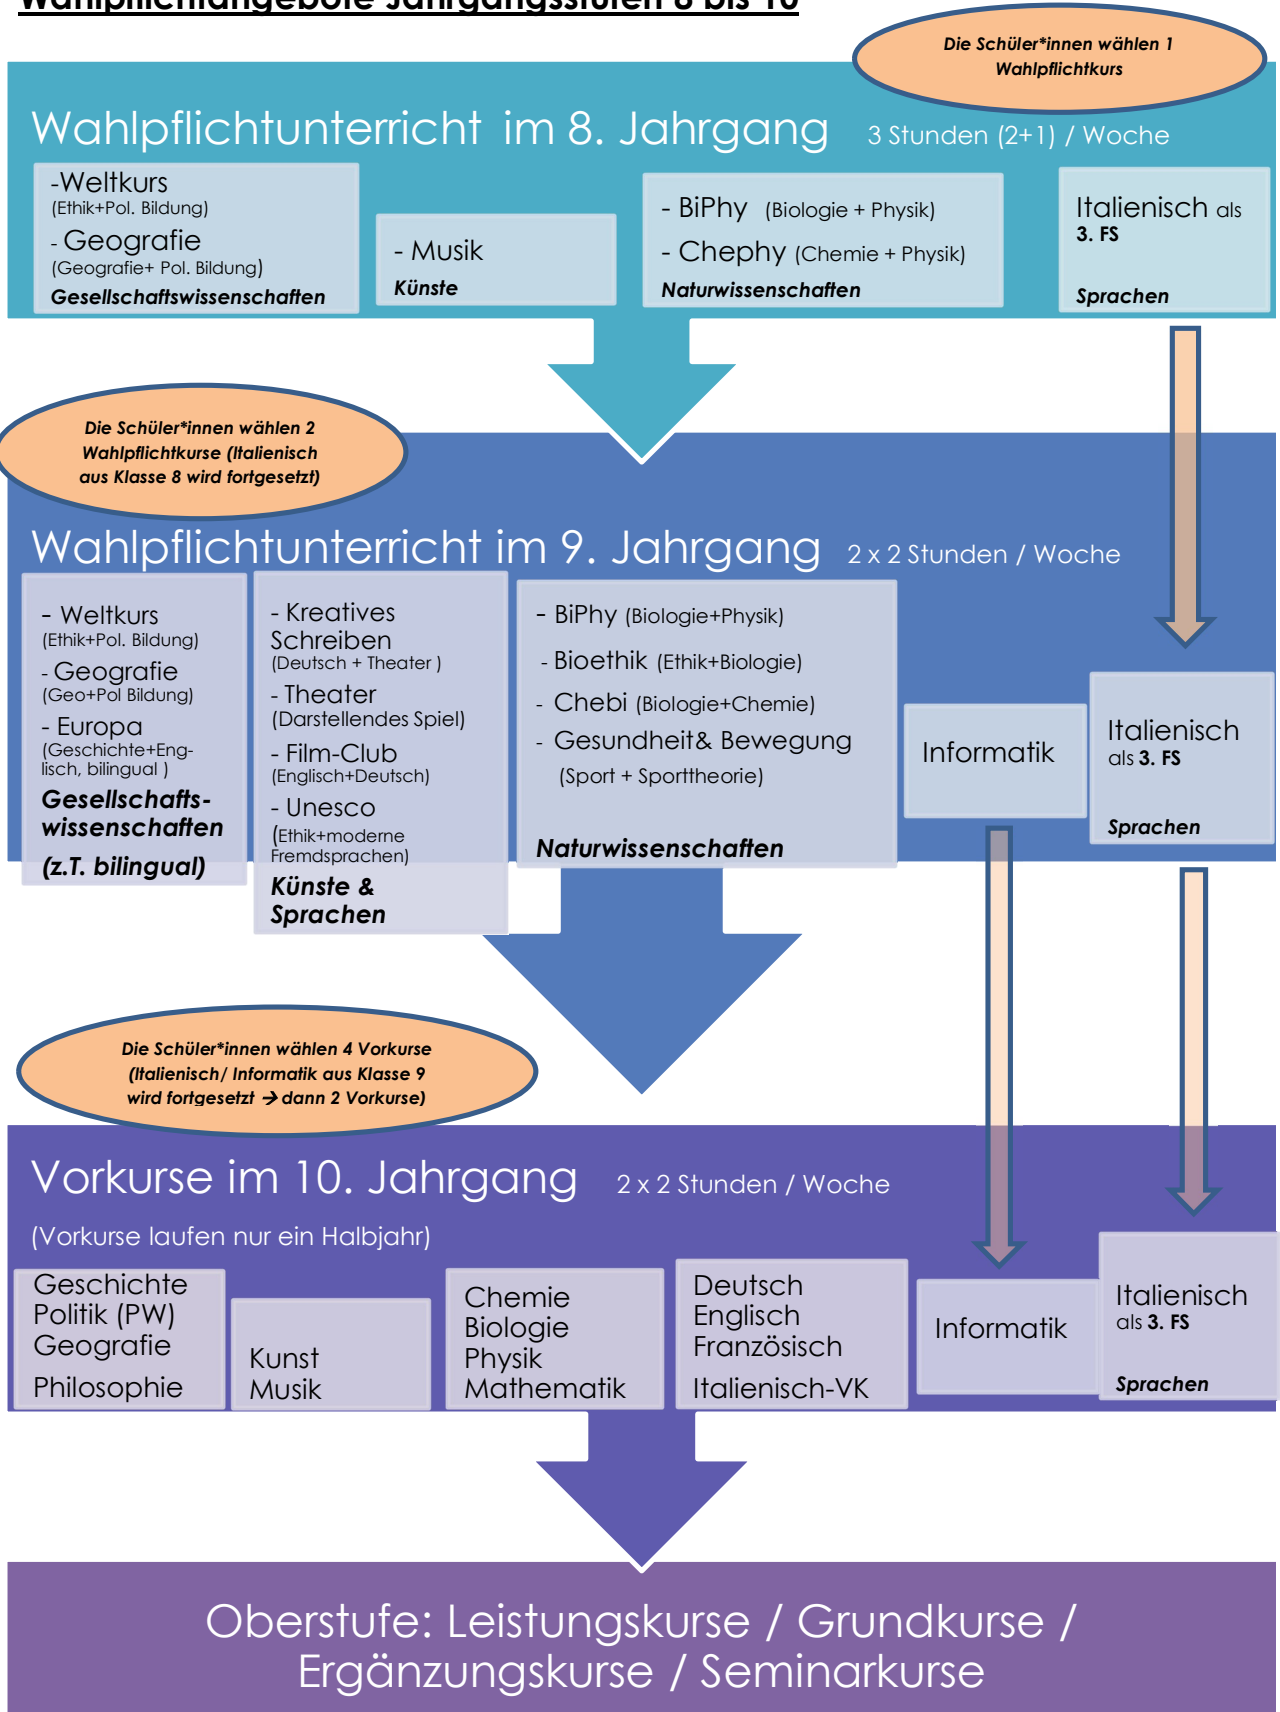 Wahlpflichtangebote Jahrgangsstufen 8 bis 10
Die Schüler*innen wählen 1
Wahlpflichtkurs
Wahlpflichtunterricht im 8. Jahrgang 3 Stunden (2+1) / Woche
-Weltkurs
(Ethik+Pol. Bildung)
- Geografie
(Geografie+ Pol. Bildung)
Gesellschaftswissenschaften
- Musik
Künste
- BiPhy (Biologie + Physik)
- Chephy (Chemie + Physik)
Naturwissenschaften
Italienisch als
3. FS
Sprachen
Die Schüler*innen wählen 2
Wahlpflichtkurse (Italienisch
aus Klasse 8 wird fortgesetzt)
Wahlpflichtunterricht im 9. Jahrgang 2 x 2 Stunden / Woche
- Weltkurs
(Ethik+Pol. Bildung)
- Geografie
(Geo+Pol Bildung)
- Europa
(Geschichte+Eng-
lisch, bilingual )
Gesellschafts-
wissenschaften
(z.T. bilingual)
- Kreatives
Schreiben
(Deutsch + Theater )
- Theater
(Darstellendes Spiel)
- Film-Club
(Englisch+Deutsch)
- Unesco
(Ethik+moderne
Fremdsprachen)
Künste &
Sprachen
- BiPhy (Biologie+Physik)
- Bioethik (Ethik+Biologie)
- Chebi (Biologie+Chemie)
- Gesundheit& Bewegung
(Sport + Sporttheorie)
Naturwissenschaften
Informatik
Italienisch
als 3. FS
Sprachen
Die Schüler*innen wählen 4 Vorkurse
(Italienisch/ Informatik aus Klasse 9
wird fortgesetzt → dann 2 Vorkurse)
Vorkurse im 10. Jahrgang 2 x 2 Stunden / Woche
(Vorkurse laufen nur ein Halbjahr)
Geschichte
Politik (PW)
Geografie
Philosophie
Kunst
Musik
Chemie
Biologie
Physik
Mathematik
Deutsch
Englisch
Französisch
Italienisch-VK
Informatik
Italienisch
als 3. FS
Sprachen
Oberstufe: Leistungskurse / Grundkurse /
Ergänzungskurse / Seminarkurse